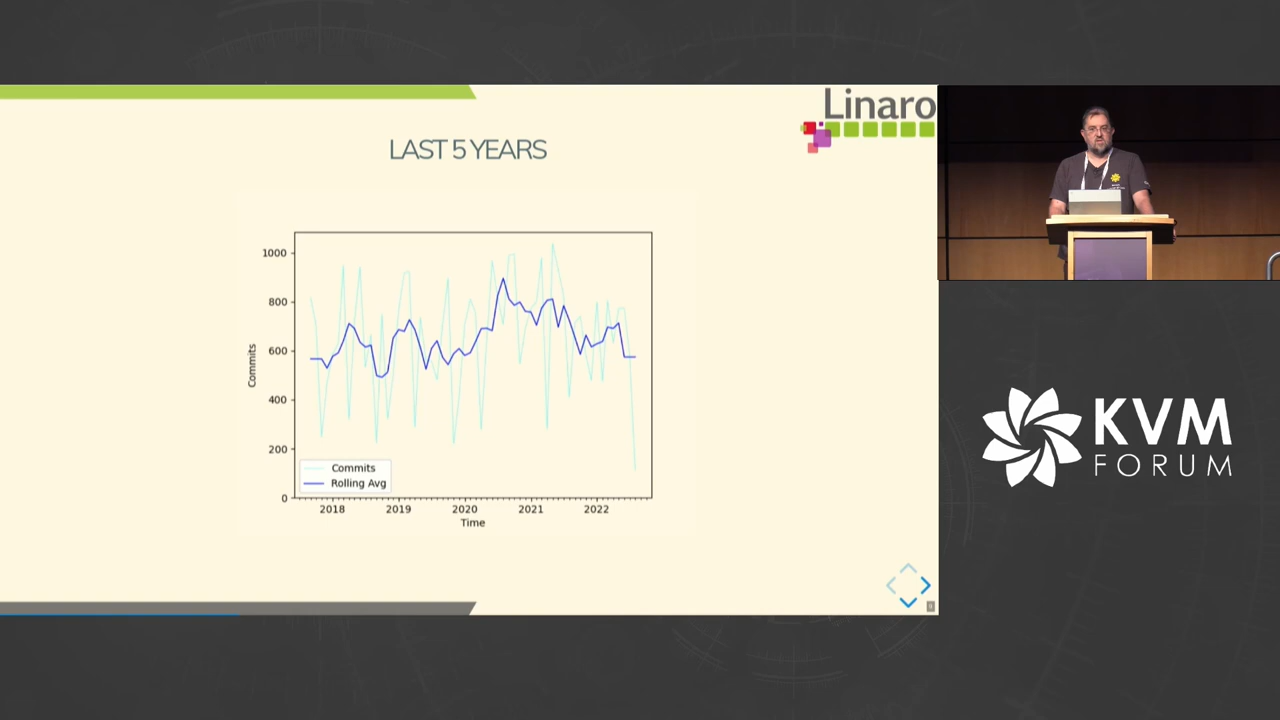 Linaro
LAST 5 YEARS
1000
800
600
400
200
0
Commits
Commits
Rolling Avg
2018 2019 2020 2021 2022
Time
KVM
FORUM